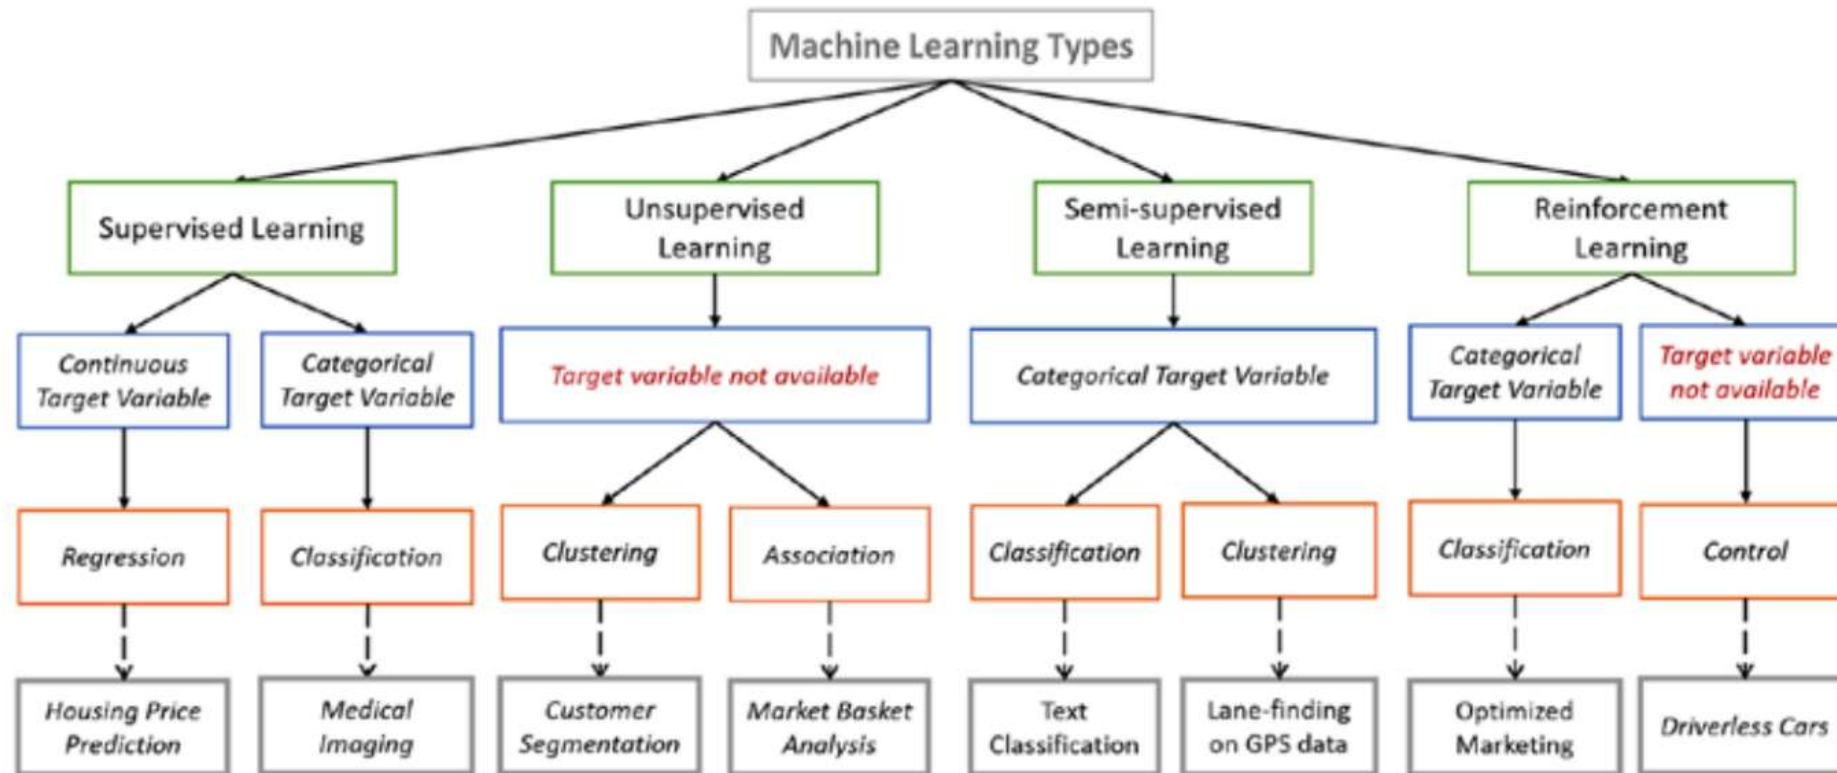 Machine Learning Types
Supervised Learning
Unsupervised
Learning
Semi-supervised
Learning
Reinforcement
Learning
Continuous
Target Variable
Categorical
Target Variable
Target variable not available
Categorical Target Variable
Categorical
Target Variable
Target variable
not available
Regression
Classification
Clustering
Association
Classification
Clustering
Classification
Control
Housing Price
Prediction
Medical
Imaging
Customer
Segmentation
Market Basket
Analysis
Text
Classification
Lane-finding
on GPS data
Optimized
Marketing
Driverless Cars